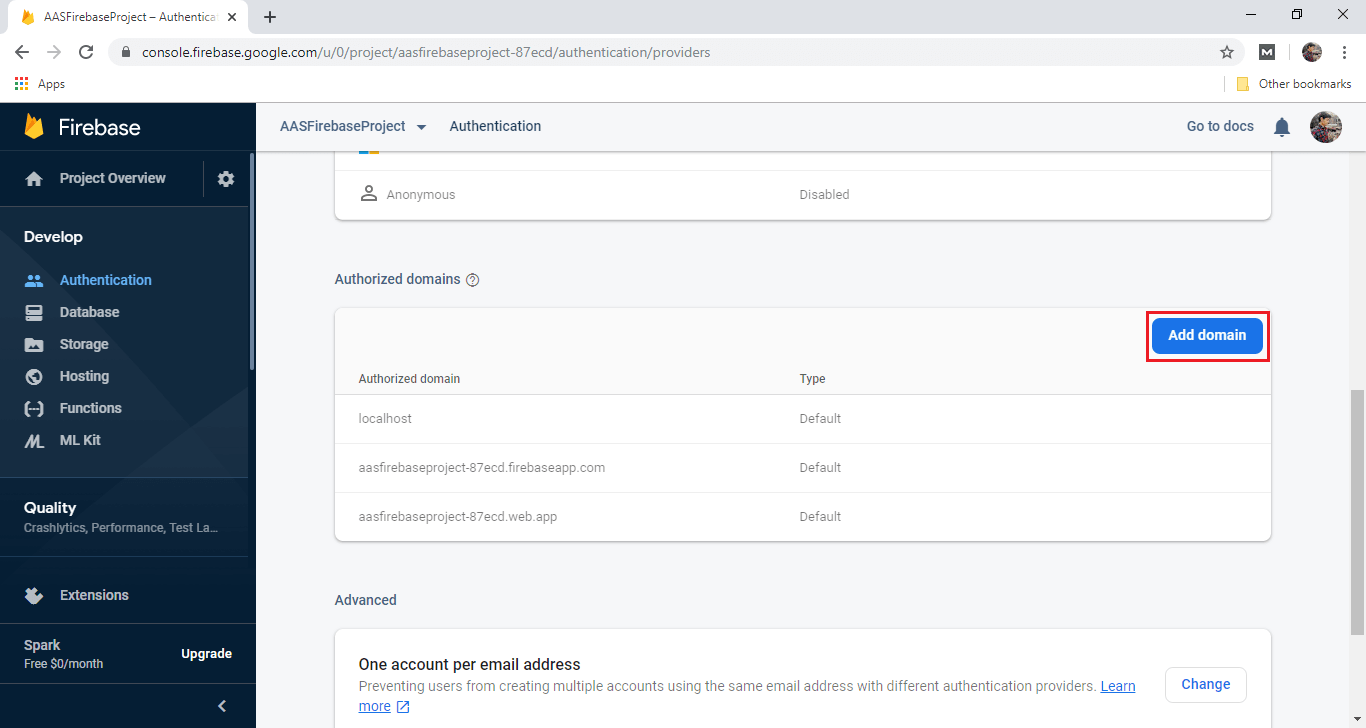 AASFirebaseProject – Authentica
console.firebase.google.com/u/0/project/aasfirebaseproject-87ecd/authentication/providers
M
Apps
Other bookmarks
Firebase
AASFirebaseProject
Authentication
Go to docs
Project Overview
Develop
Authentication
Database
Storage
Hosting
Functions
ML Kit
Quality
Crashlytics, Performance, Test La...
Extensions
Spark
Free $0/month
Upgrade
Anonymous Disabled
Authorized domains ?
Add domain
Authorized domain Type
localhost Default
aasfirebaseproject-87ecd.firebaseapp.com Default
aasfirebaseproject-87ecd.web.app Default
Advanced
One account per email address
Preventing users from creating multiple accounts using the same email address with different authentication providers. Learn
more
Change